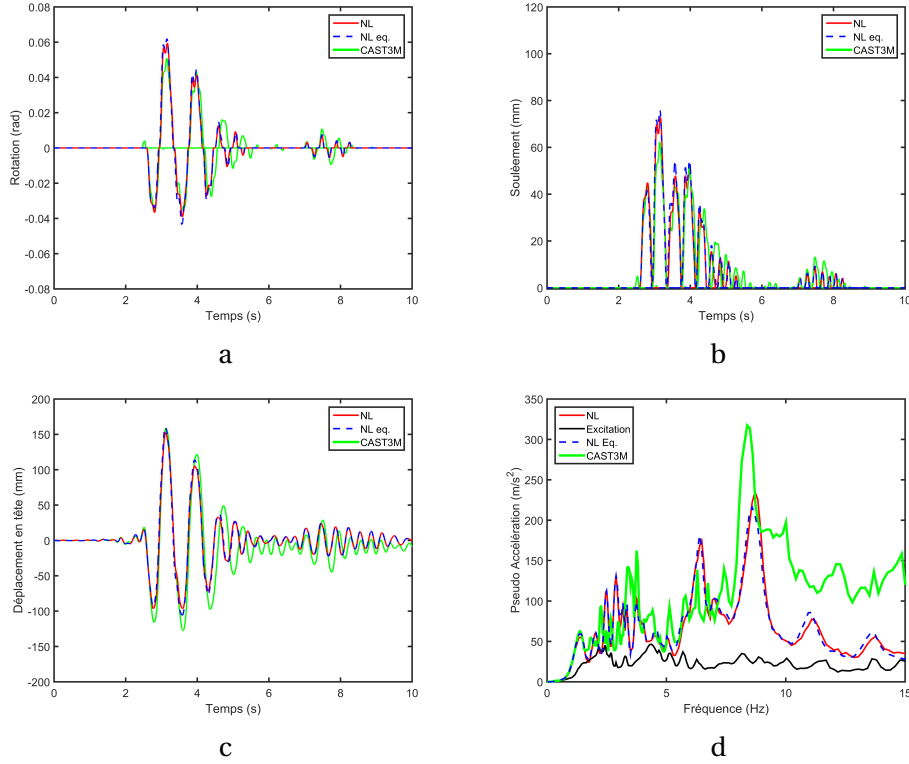 0.08
0.06
0.04
0.02
0
-0.02
-0.04
-0.06
-0.08
Rotation (rad)
0 2 4 6 8 10
Temps (s)
NL
NL eq.
CAST3M
a
120
100
80
60
40
20
0
Soulèvement (mm)
0 2 4 6 8 10
Temps (s)
NL
NL eq.
CAST3M
b
200
150
100
50
0
-50
-100
-150
-200
Déplacement en tête (mm)
0 2 4 6 8 10
Temps (s)
NL
NL eq.
CAST3M
c
350
300
250
200
150
100
50
0
Pseudo Accélération (m/s²)
0 5 10 15
Fréquence (Hz)
NL
Excitation
NL Eq.
CAST3M
d